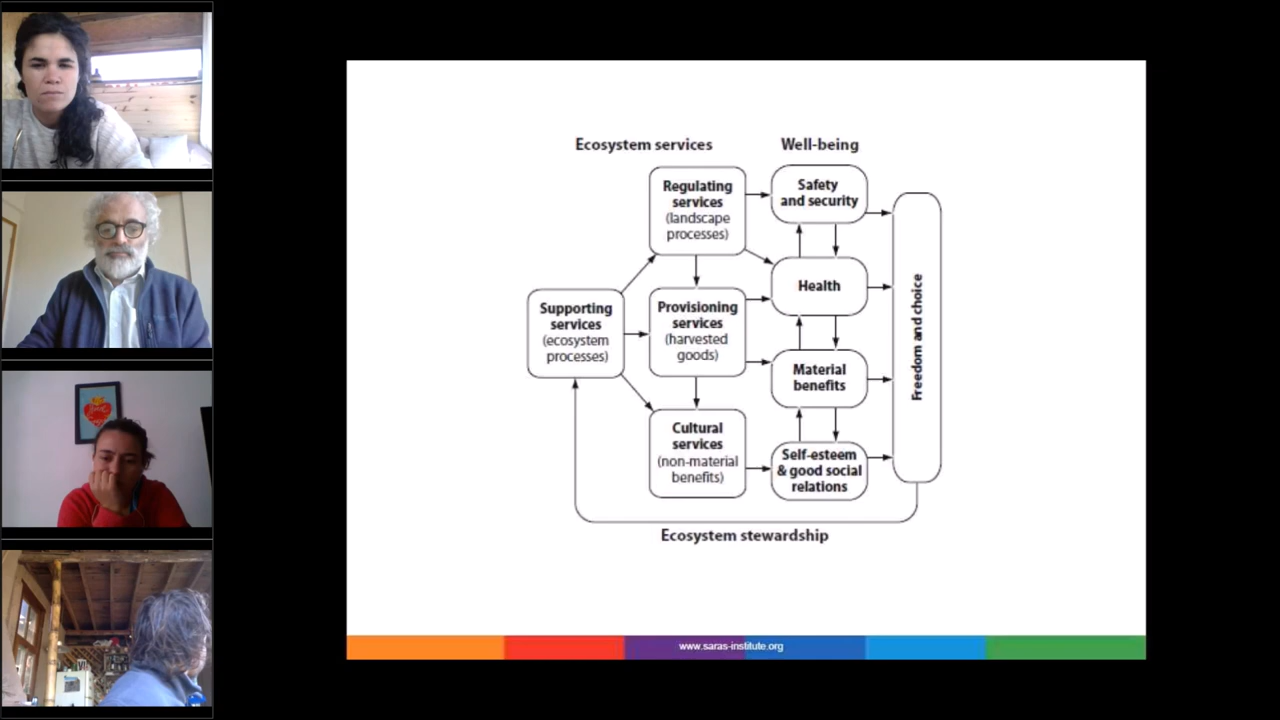 Ecosystem services
Well-being
Regulating
services
(landscape
processes)
Safety
and security
Health
Supporting
services
(ecosystem
processes)
Provisioning
services
(harvested
goods)
Material
benefits
Cultural
services
(non-material
benefits)
Self-esteem
& good social
relations
Freedom and choice
Ecosystem stewardship
www.saras-institute.org